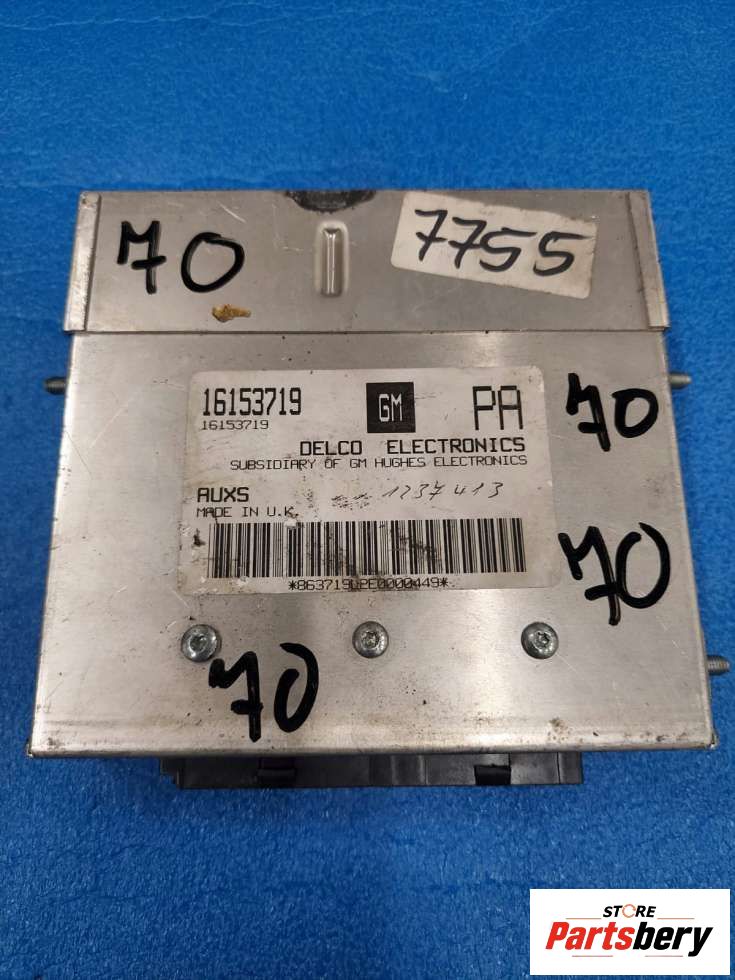 70
7755
16153719
GM
PA
16153719
DELCO ELECTRONICS
SUBSIDIARY OF GM HUGHES ELECTRONICS
70
AUXS
1237413
MADE IN U.K.
70
70
STORE
Partsbery